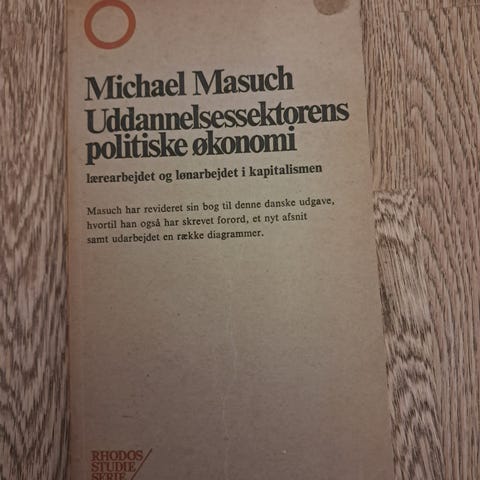 Michael Masuch
Uddannelsessektorens
politiske økonomi
lærearbejdet og lønarbejdet i kapitalismen
Masuch har revideret sin bog til denne danske udgave,
hvortil han også har skrevet forord, et nyt afsnit
samt udarbejdet en række diagrammer.
RHODOS
STUDIE
SERIE